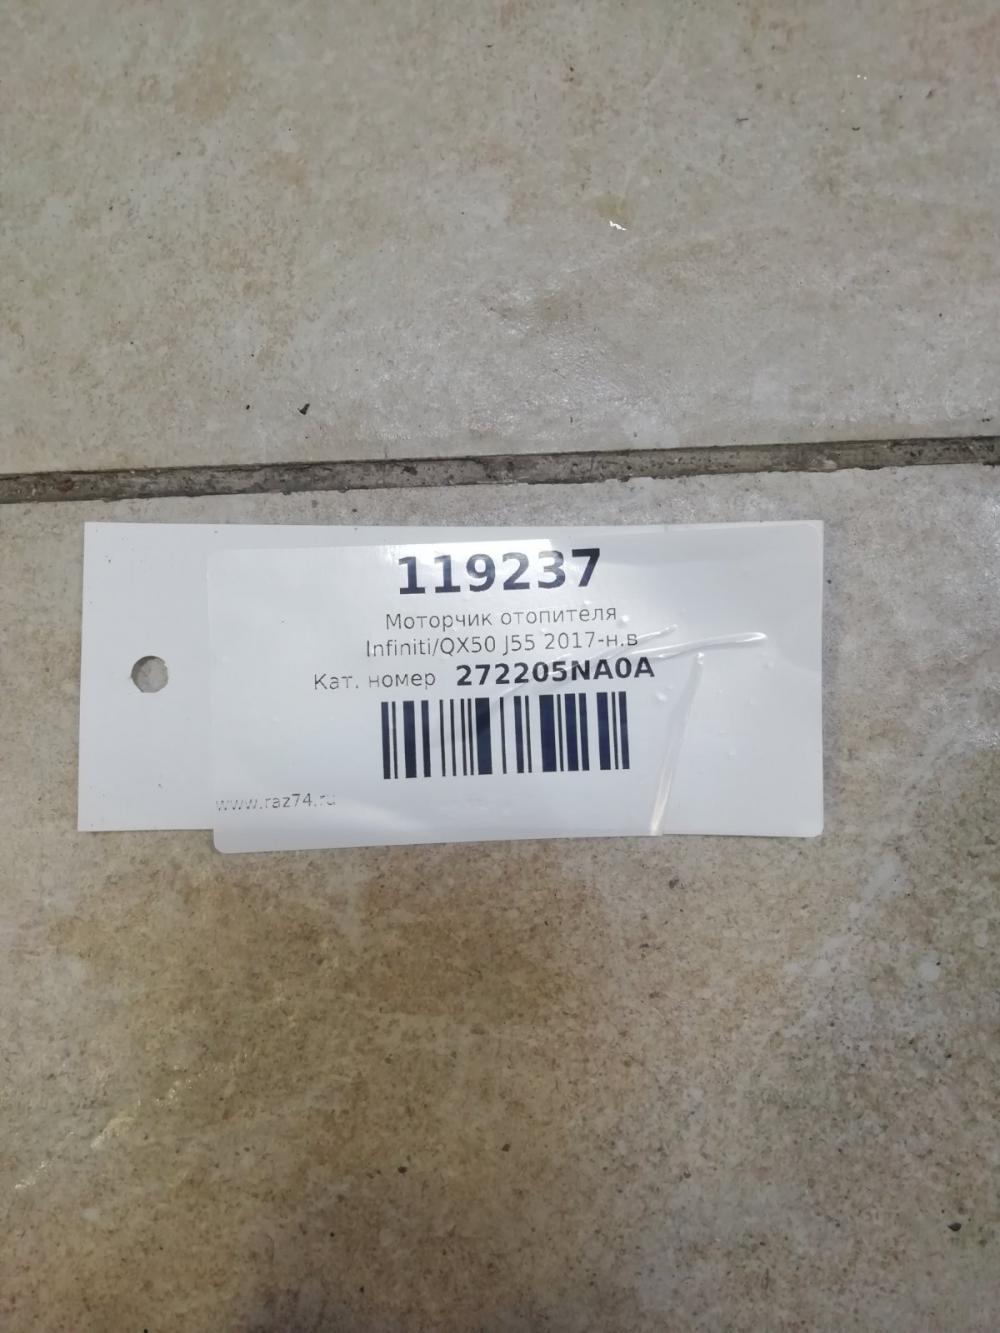 119237
Моторчик отопителя
Infiniti/QX50 J55 2017-н.в
Кат. номер 272205NA0A
www.raz74.ru